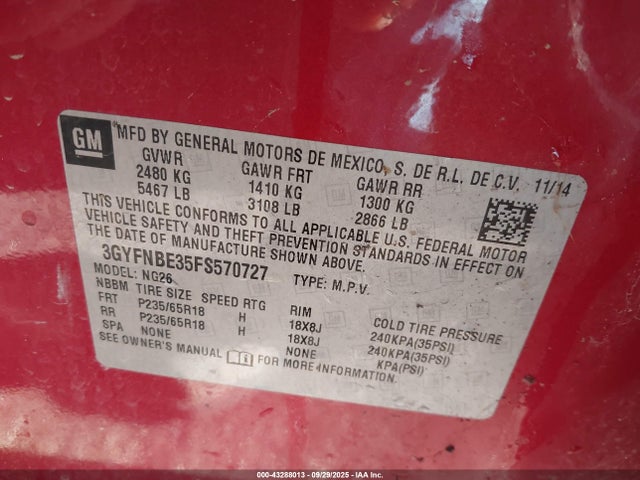 GM
*MFD BY GENERAL MOTORS DE MEXICO, S. DE R.L. DE C.V. 11/14
GVWR GAWR FRT GAWR RR
2480 KG 1410 KG 1300 KG
5467 LB 3108 LB 2866 LB
THIS VEHICLE CONFORMS TO ALL APPLICABLE U.S. FEDERAL MOTOR
VEHICLE SAFETY AND THEFT PREVENTION STANDARDS IN EFFECT ON
THE DATE OF MANUFACTURE SHOWN ABOVE.
3GYFNBE35FS570727 TYPE: M.P.V.
MODEL: NG26
NBBM TIRE SIZE SPEED RTG RIM COLD TIRE PRESSURE
FRT P235/65R18 H 18X8J 240KPA(35PSI)
RR P235/65R18 H 18X8J 240KPA(35PSI)
SPA NONE NONE KPA(PSI)
SEE OWNER'S MANUAL FOR MORE INFORMATION.
000-43288013 - 09/29/2025 - IAA Inc.